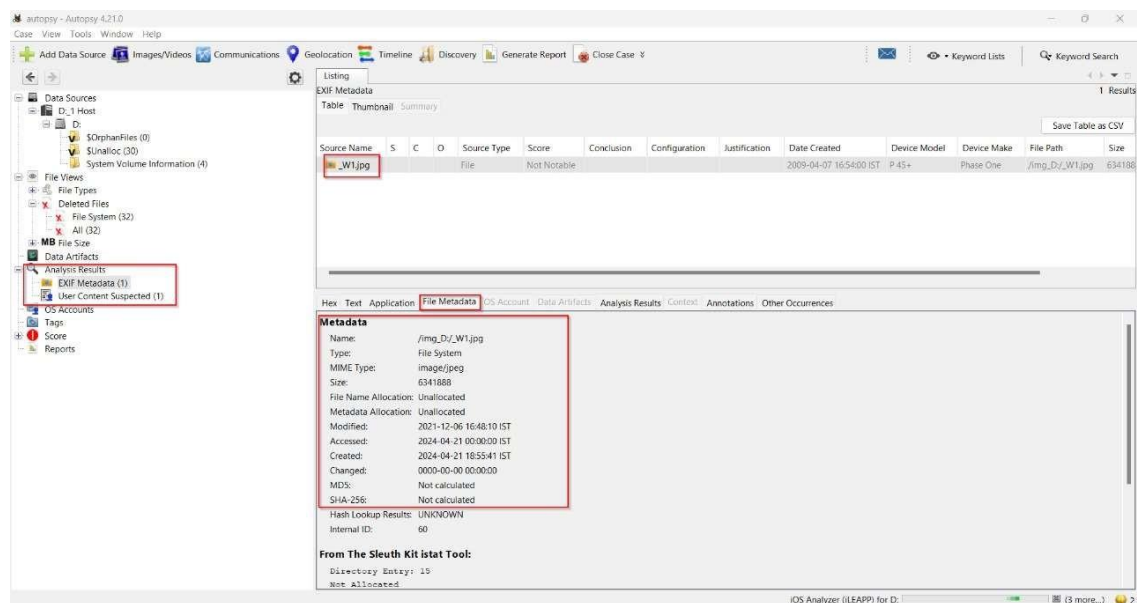 autopsy - Autopsy 4.21.0
Case View Tools Window Help
Add Data Source Images/Videos Communications Geolocation Timeline Discovery Generate Report Close Case Keyword Lists Keyword Search
Listing
EXIF Metadata 1 Results
Table Thumbnail Summary
Save Table as CSV
Source Name S C O Source Type Score Conclusion Configuration Justification Date Created Device Model Device Make File Path Size
_W1.jpg File Not Notable 2009-04-07 16:54:00 IST P 45+ Phase One /img_D:/_W1.jpg 634188
Data Sources
D:_1 Host
D:
$OrphanFiles (0)
$Unalloc (30)
System Volume Information (4)
File Views
File Types
Deleted Files
File System (32)
All (32)
MB File Size
Data Artifacts
Analysis Results
EXIF Metadata (1)
User Content Suspected (1)
OS Accounts
Tags
Score
Reports
Hex Text Application File Metadata OS Account Data Artifacts Analysis Results Context Annotations Other Occurrences
Metadata
Name: /img_D:/_W1.jpg
Type: File System
MIME Type: image/jpeg
Size: 6341888
File Name Allocation: Unallocated
Metadata Allocation: Unallocated
Modified: 2021-12-06 16:48:10 IST
Accessed: 2024-04-21 00:00:00 IST
Created: 2024-04-21 18:55:41 IST
Changed: 0000-00-00 00:00:00
MD5: Not calculated
SHA-256: Not calculated
Hash Lookup Results: UNKNOWN
Internal ID: 60
From The Sleuth Kit istat Tool:
Directory Entry: 15
Not Allocated
iOS Analyzer (iLEAPP) for D: (3 more...) 2